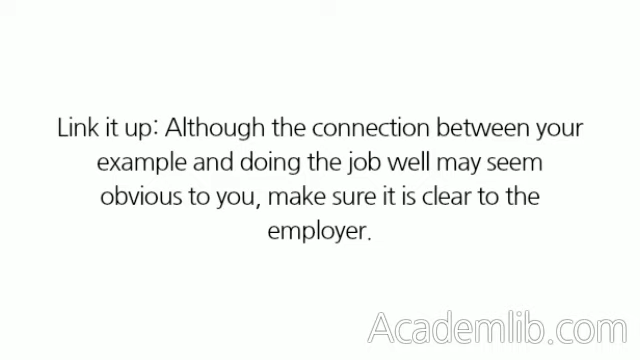 Link it up: Although the connection between your
example and doing the job well may seem
obvious to you, make sure it is clear to the
employer.
Academlib.com